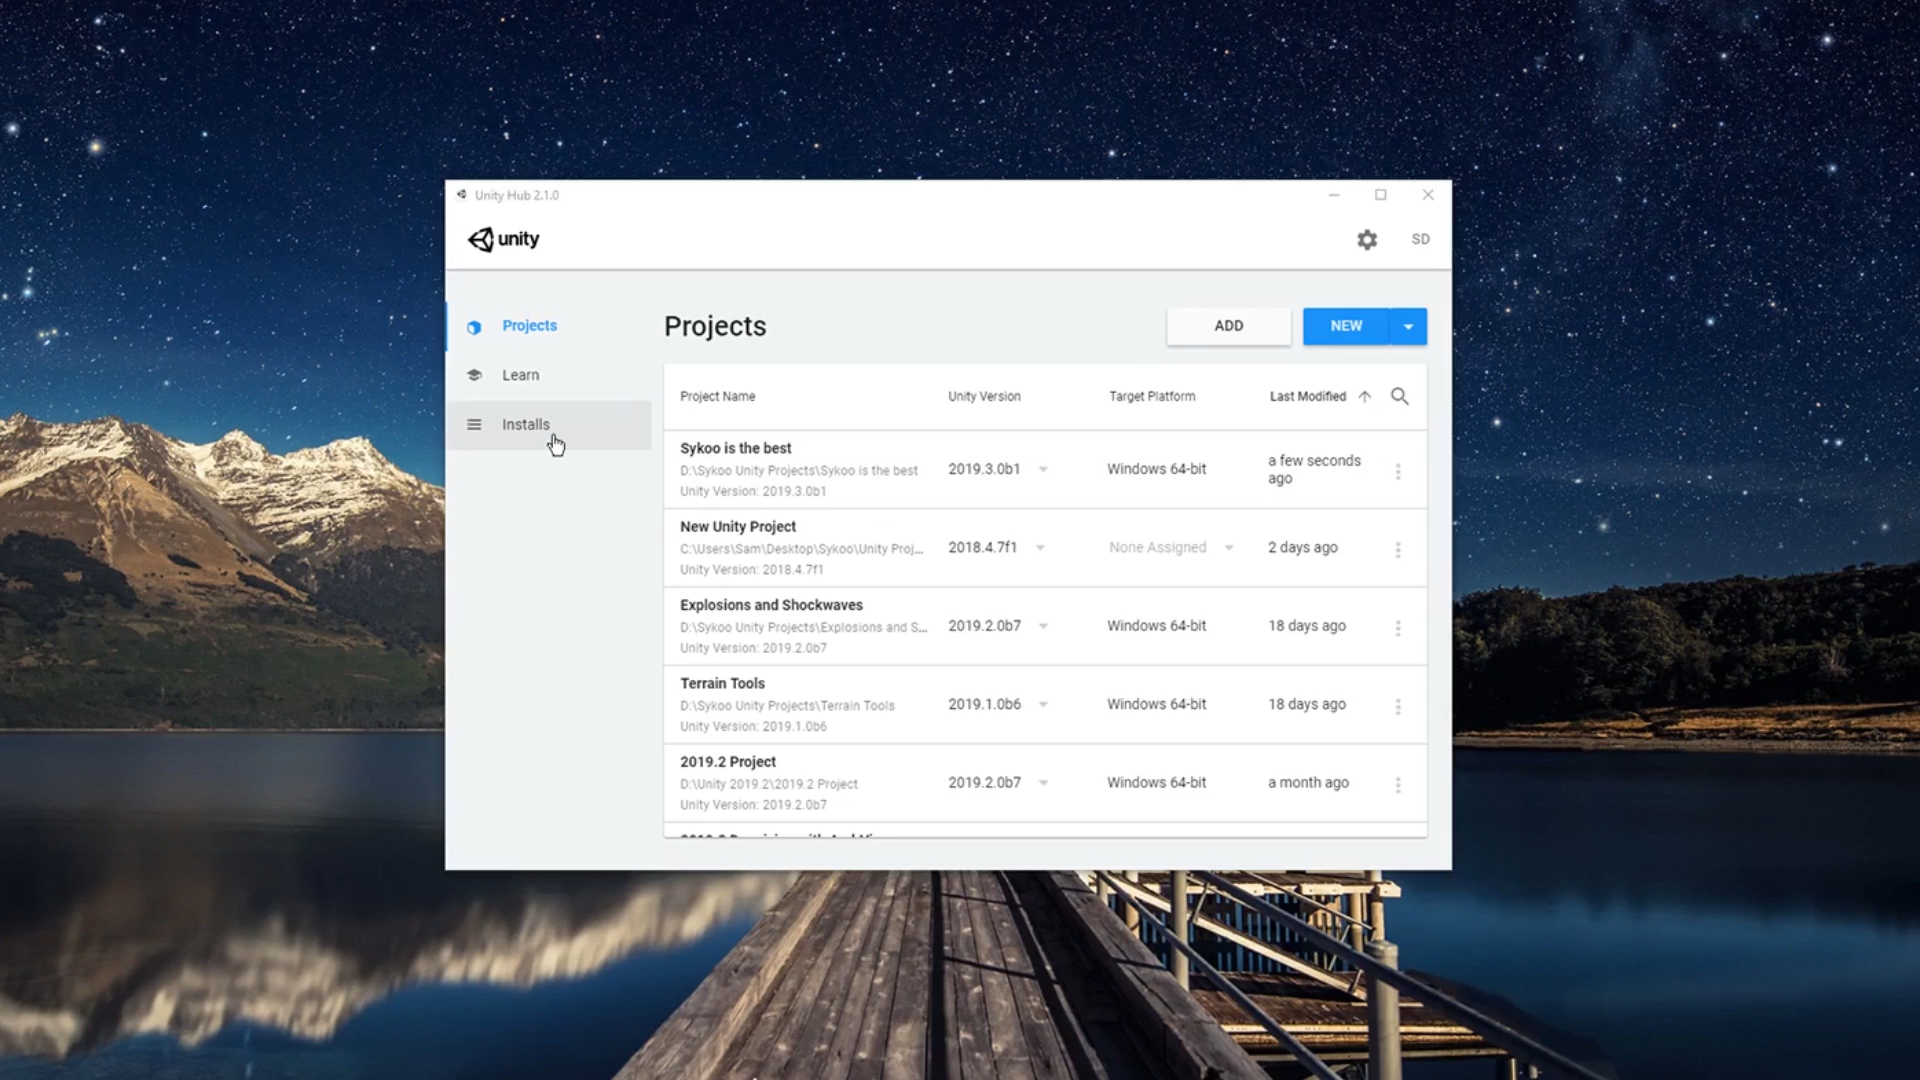 Unity Hub 2.1.0
unity
SD
Projects
Learn
Installs
Projects
ADD
NEW
Project Name Unity Version Target Platform Last Modified
Sykoo is the best
D:\Sykoo Unity Projects\Sykoo is the best
Unity Version: 2019.3.0b1
2019.3.0b1
Windows 64-bit
a few seconds
ago
New Unity Project
C:\Users\Sam\Desktop\Sykoo\Unity Proj...
Unity Version: 2018.4.7f1
2018.4.7f1
None Assigned
2 days ago
Explosions and Shockwaves
D:\Sykoo Unity Projects\Explosions and S...
Unity Version: 2019.2.0b7
2019.2.0b7
Windows 64-bit
18 days ago
Terrain Tools
D:\Sykoo Unity Projects\Terrain Tools
Unity Version: 2019.1.0b6
2019.1.0b6
Windows 64-bit
18 days ago
2019.2 Project
D:\Unity 2019.2\2019.2 Project
Unity Version: 2019.2.0b7
2019.2.0b7
Windows 64-bit
a month ago